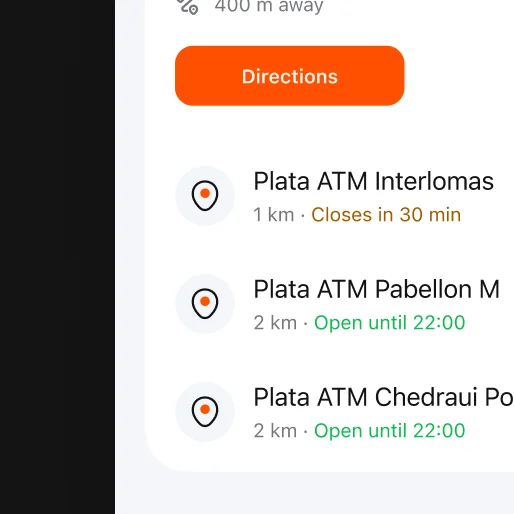 400 m away
Directions
Plata ATM Interlomas
1 km · Closes in 30 min
Plata ATM Pabellon M
2 km · Open until 22:00
Plata ATM Chedraui Po
2 km · Open until 22:00